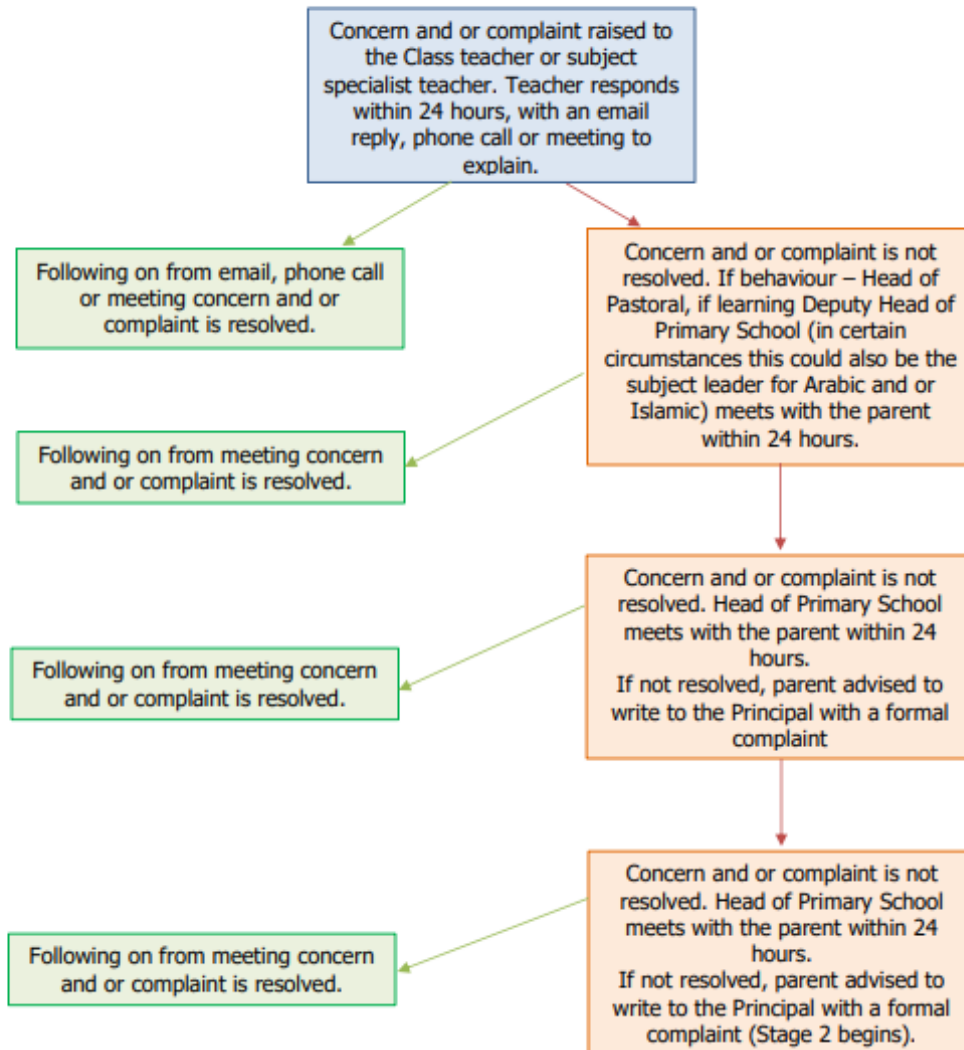 Concern and or complaint raised to
the Class teacher or subject
specialist teacher. Teacher responds
within 24 hours, with an email
reply, phone call or meeting to
explain.
Following on from email, phone call
or meeting concern and or
complaint is resolved.
Concern and or complaint is not
resolved. If behaviour – Head of
Pastoral, if learning Deputy Head of
Primary School (in certain
circumstances this could also be the
subject leader for Arabic and or
Islamic) meets with the parent
within 24 hours.
Following on from meeting concern
and or complaint is resolved.
Concern and or complaint is not
resolved. Head of Primary School
meets with the parent within 24
hours.
If not resolved, parent advised to
write to the Principal with a formal
complaint
Following on from meeting concern
and or complaint is resolved.
Concern and or complaint is not
resolved. Head of Primary School
meets with the parent within 24
hours.
If not resolved, parent advised to
write to the Principal with a formal
complaint (Stage 2 begins).
Following on from meeting concern
and or complaint is resolved.